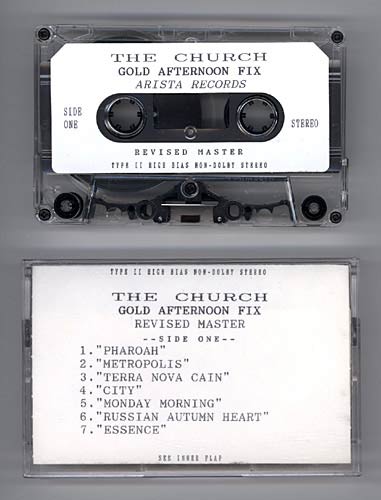 THE CHURCH
GOLD AFTERNOON FIX
ARISTA RECORDS
SIDE ONE
STEREO
REVISED MASTER
TYPE II HIGH BIAS NON-DOLBY STEREO
TYPE II HIGH BIAS NON-DOLBY STEREO
THE CHURCH
GOLD AFTERNOON FIX
REVISED MASTER
--SIDE ONE--
1."PHAROAH"
2."METROPOLIS"
3."TERRA NOVA CAIN"
4."CITY"
5."MONDAY MORNING"
6."RUSSIAN AUTUMN HEART"
7."ESSENCE"
SEE INNER FLAP